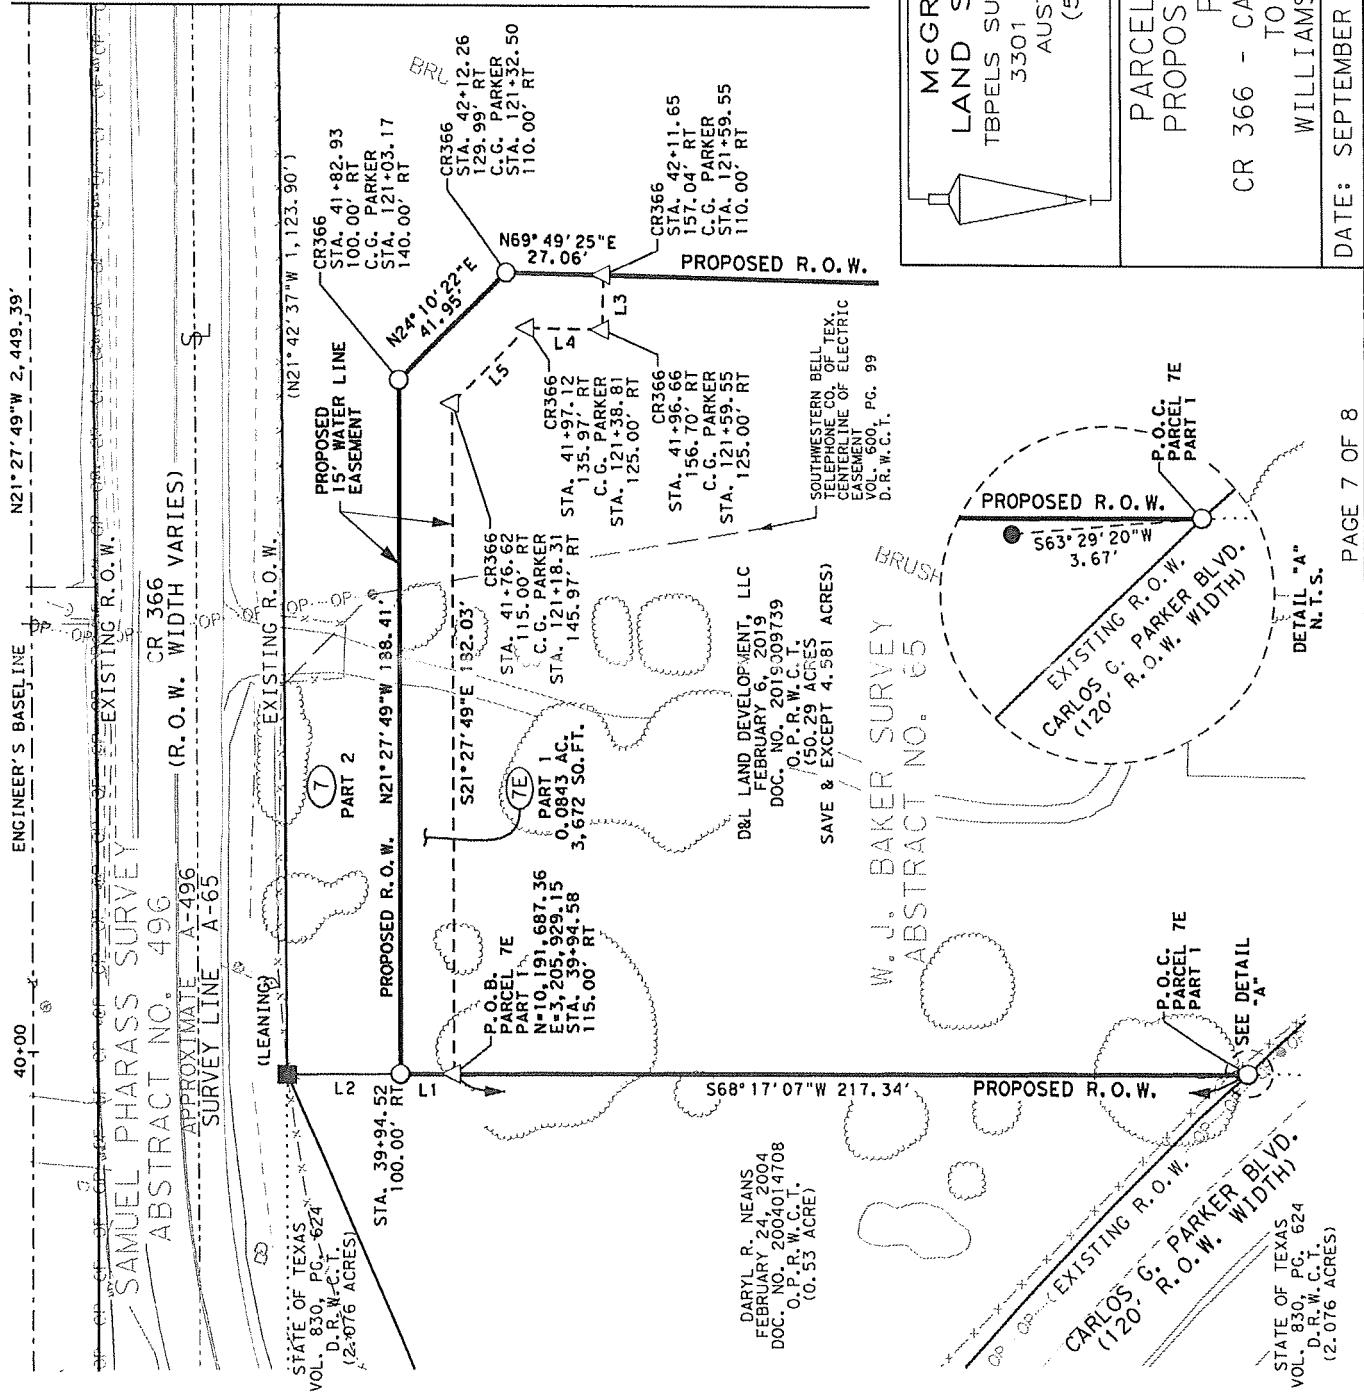 ENGINEER'S BASELINE
N21°27'49"W 2,449.39'
40+00
EXISTING R.O.W.
SAMUEL PHARASS SURVEY
ABSTRACT NO. 496
CR 366
(R.O.W. WIDTH VARIES)
APPROXIMATE A-496
SURVEY LINE A-65
EXISTING R.O.W.
(N21°42'37"W 1,123.90')
(LEANING)
STATE OF TEXAS
VOL. 830, PG. 624
D.R.W.C.T.
(2.076 ACRES)
L2
STA. 39+94.52
100.00' RT
L1
7
PART 2
PROPOSED R.O.W.
N21°27'49"W 188.41'
S21°27'49"E 182.03'
PROPOSED
15' WATER LINE
EASEMENT
7E
PART 1
0.0843 AC.
3,672 SQ.FT.
P.O.B.
PARCEL 7E
PART 1
N=10,191,687.36
E=3,205,929.15
STA. 39+94.58
115.00' RT
CR366
STA. 41+82.93
100.00' RT
C.G. PARKER
STA. 121+03.17
140.00' RT
CR366
STA. 42+12.26
129.99' RT
C.G. PARKER
STA. 121+32.50
110.00' RT
N24°10'22"E
41.95'
N69°49'25"E
27.06'
CR366
STA. 42+11.65
157.04' RT
C.G. PARKER
STA. 121+59.55
110.00' RT
PROPOSED R.O.W.
L3
L4
L5
CR366
STA. 41+76.62
115.00' RT
C.G. PARKER
STA. 121+18.31
145.97' RT
CR366
STA. 41+97.12
135.97' RT
C.G. PARKER
STA. 121+38.81
125.00' RT
CR366
STA. 41+96.66
156.70' RT
C.G. PARKER
STA. 121+59.55
125.00' RT
SOUTHWESTERN BELL
TELEPHONE CO. OF TEX.
CENTERLINE OF ELECTRIC
EASEMENT
VOL. 600, PG. 99
D.R.W.C.T.
D&L LAND DEVELOPMENT, LLC
FEBRUARY 6, 2019
DOC. NO. 2019009739
O.P.R.W.C.T.
(50.29 ACRES
SAVE & EXCEPT 4.581 ACRES)
BRUSH
W.J. BAKER SURVEY
ABSTRACT NO. 65
S68°17'07"W 217.34'
PROPOSED R.O.W.
P.O.C.
PARCEL 7E
PART 1
SEE DETAIL
"A"
DARYL R. NEANS
FEBRUARY 24, 2004
DOC. NO. 2004014708
O.P.R.W.C.T.
(0.53 ACRE)
EXISTING R.O.W.
CARLOS G. PARKER BLVD.
(120' R.O.W. WIDTH)
STATE OF TEXAS
VOL. 830, PG. 624
D.R.W.C.T.
(2.076 ACRES)
PROPOSED R.O.W.
S63°29'20"W
3.67'
P.O.C.
PARCEL 7E
PART 1
EXISTING R.O.W.
CARLOS G. PARKER BLVD.
(120' R.O.W. WIDTH)
DETAIL "A"
N.T.S.
PAGE 7 OF 8
McGR
LAND S
TBPELS SU
3301
AUST
(5
PARCEL
PROPOS
P
CR 366 - CA
TO
WILLIAMS
DATE: SEPTEMBER